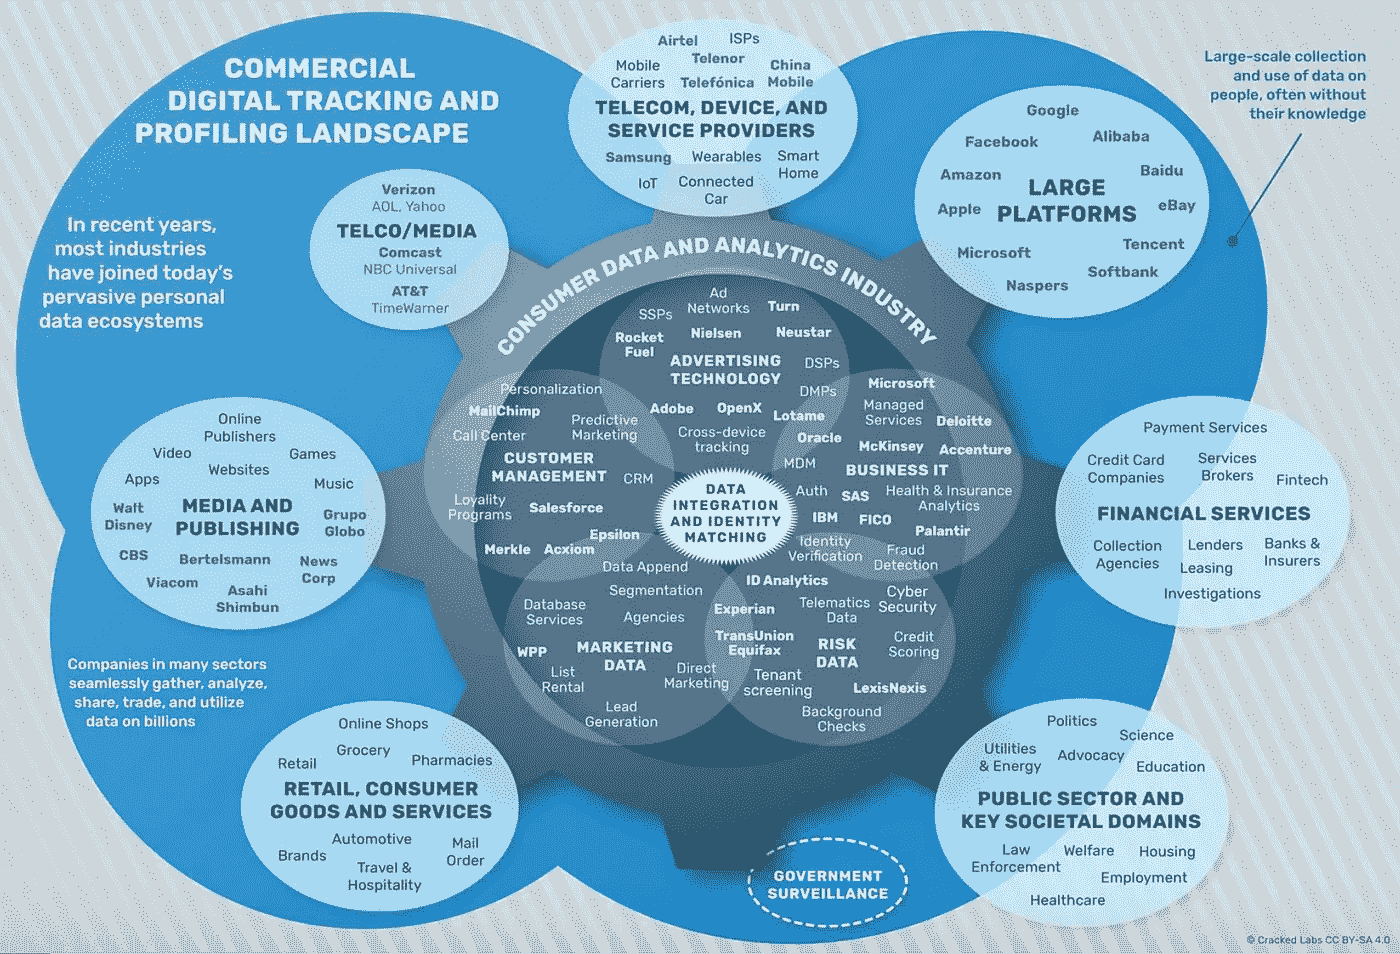 COMMERCIAL
DIGITAL TRACKING AND
PROFILING LANDSCAPE
In recent years,
most industries
have joined today's
pervasive personal
data ecosystems
Companies in many sectors
seamlessly gather, analyze,
share, trade, and utilize
data on billions
Large-scale collection
and use of data on
people, often without
their knowledge
Airtel
ISPs
Mobile
Carriers
Telenor
Telefónica
China
Mobile
TELECOM, DEVICE, AND
SERVICE PROVIDERS
Samsung
Wearables
Smart
Home
IoT
Connected
Car
Verizon
AOL, Yahoo
TELCO/MEDIA
Comcast
NBC Universal
AT&T
TimeWarner
Google
Facebook
Alibaba
Amazon
Baidu
LARGE
PLATFORMS
Apple
eBay
Microsoft
Tencent
Softbank
Naspers
CONSUMER DATA AND ANALYTICS INDUSTRY
Ad
Networks
SSPs
Turn
Rocket
Fuel
Nielsen
Neustar
ADVERTISING
TECHNOLOGY
DSPs
DMPs
Adobe
OpenX
Lotame
Cross-device
tracking
Personalization
MailChimp
Predictive
Marketing
Call Center
CUSTOMER
MANAGEMENT
CRM
Loyality
Programs
Salesforce
Epsilon
Merkle
Acxiom
Microsoft
Managed
Services
Deloitte
Oracle
McKinsey
Accenture
MDM
BUSINESS IT
Auth
SAS
Health & Insurance
Analytics
IBM
FICO
Palantir
Identity
Verification
Fraud
Detection
DATA
INTEGRATION
AND IDENTITY
MATCHING
Data Append
Segmentation
Database
Services
Agencies
WPP
MARKETING
DATA
List
Rental
Direct
Marketing
Lead
Generation
ID Analytics
Experian
Telematics
Data
Cyber
Security
TransUnion
Equifax
RISK
DATA
Credit
Scoring
Tenant
screening
LexisNexis
Background
Checks
Online
Publishers
Video
Games
Websites
Apps
Music
Walt
Disney
MEDIA AND
PUBLISHING
Grupo
Globo
CBS
Bertelsmann
News
Corp
Viacom
Asahi
Shimbun
Payment Services
Credit Card
Companies
Services
Brokers
Fintech
FINANCIAL SERVICES
Collection
Agencies
Lenders
Leasing
Banks &
Insurers
Investigations
Online Shops
Grocery
Retail
Pharmacies
RETAIL, CONSUMER
GOODS AND SERVICES
Automotive
Brands
Mail
Order
Travel &
Hospitality
Politics
Science
Utilities
& Energy
Advocacy
Education
PUBLIC SECTOR AND
KEY SOCIETAL DOMAINS
Law
Enforcement
Welfare
Housing
Employment
Healthcare
GOVERNMENT
SURVEILLANCE
© Cracked Labs CC BY-SA 4.0